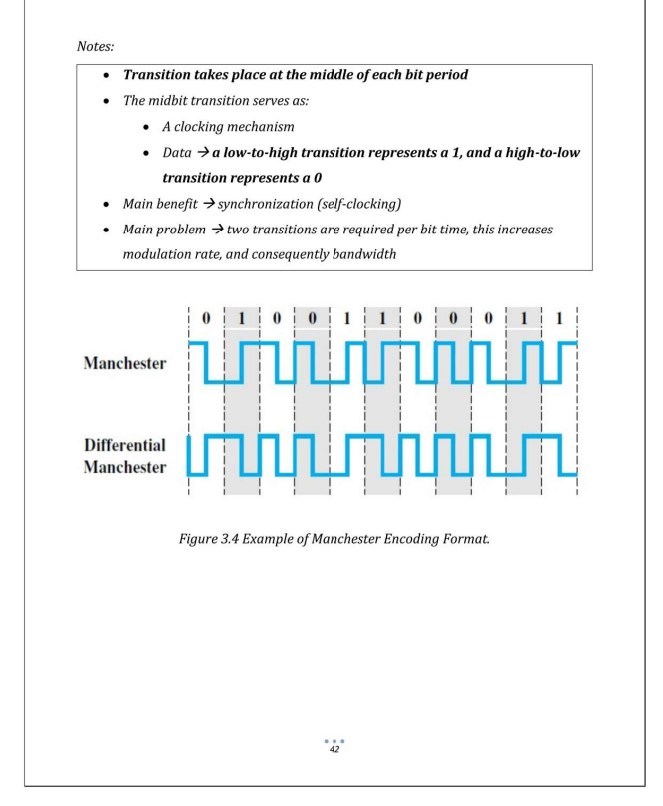 Notes:
• Transition takes place at the middle of each bit period
• The midbit transition serves as:
• A clocking mechanism
• Data → a low-to-high transition represents a 1, and a high-to-low
transition represents a 0
• Main benefit → synchronization (self-clocking)
• Main problem → two transitions are required per bit time, this increases
modulation rate, and consequently bandwidth
0 1 0 0 1 1 0 0 0 1 1
Manchester
Differential
Manchester
Figure 3.4 Example of Manchester Encoding Format.
42